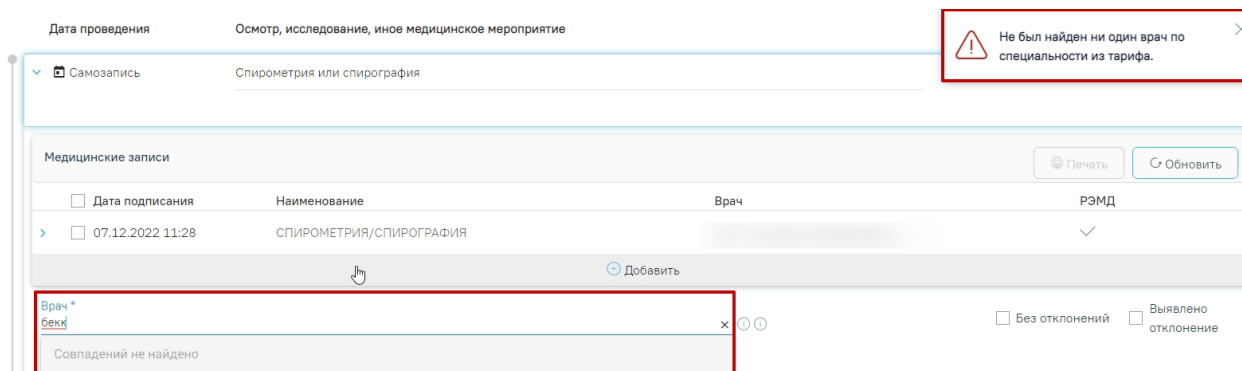 Дата проведения Осмотр, исследование, иное медицинское мероприятие
Не был найден ни один врач по
специальности из тарифа.
Самозапись Спирометрия или спирография
Медицинские записи Печать Обновить
Дата подписания Наименование Врач РЭМД
07.12.2022 11:28 СПИРОМЕТРИЯ/СПИРОГРАФИЯ
Добавить
Врач *
бекк
Без отклонений Выявлено
отклонение
Совпадений не найдено